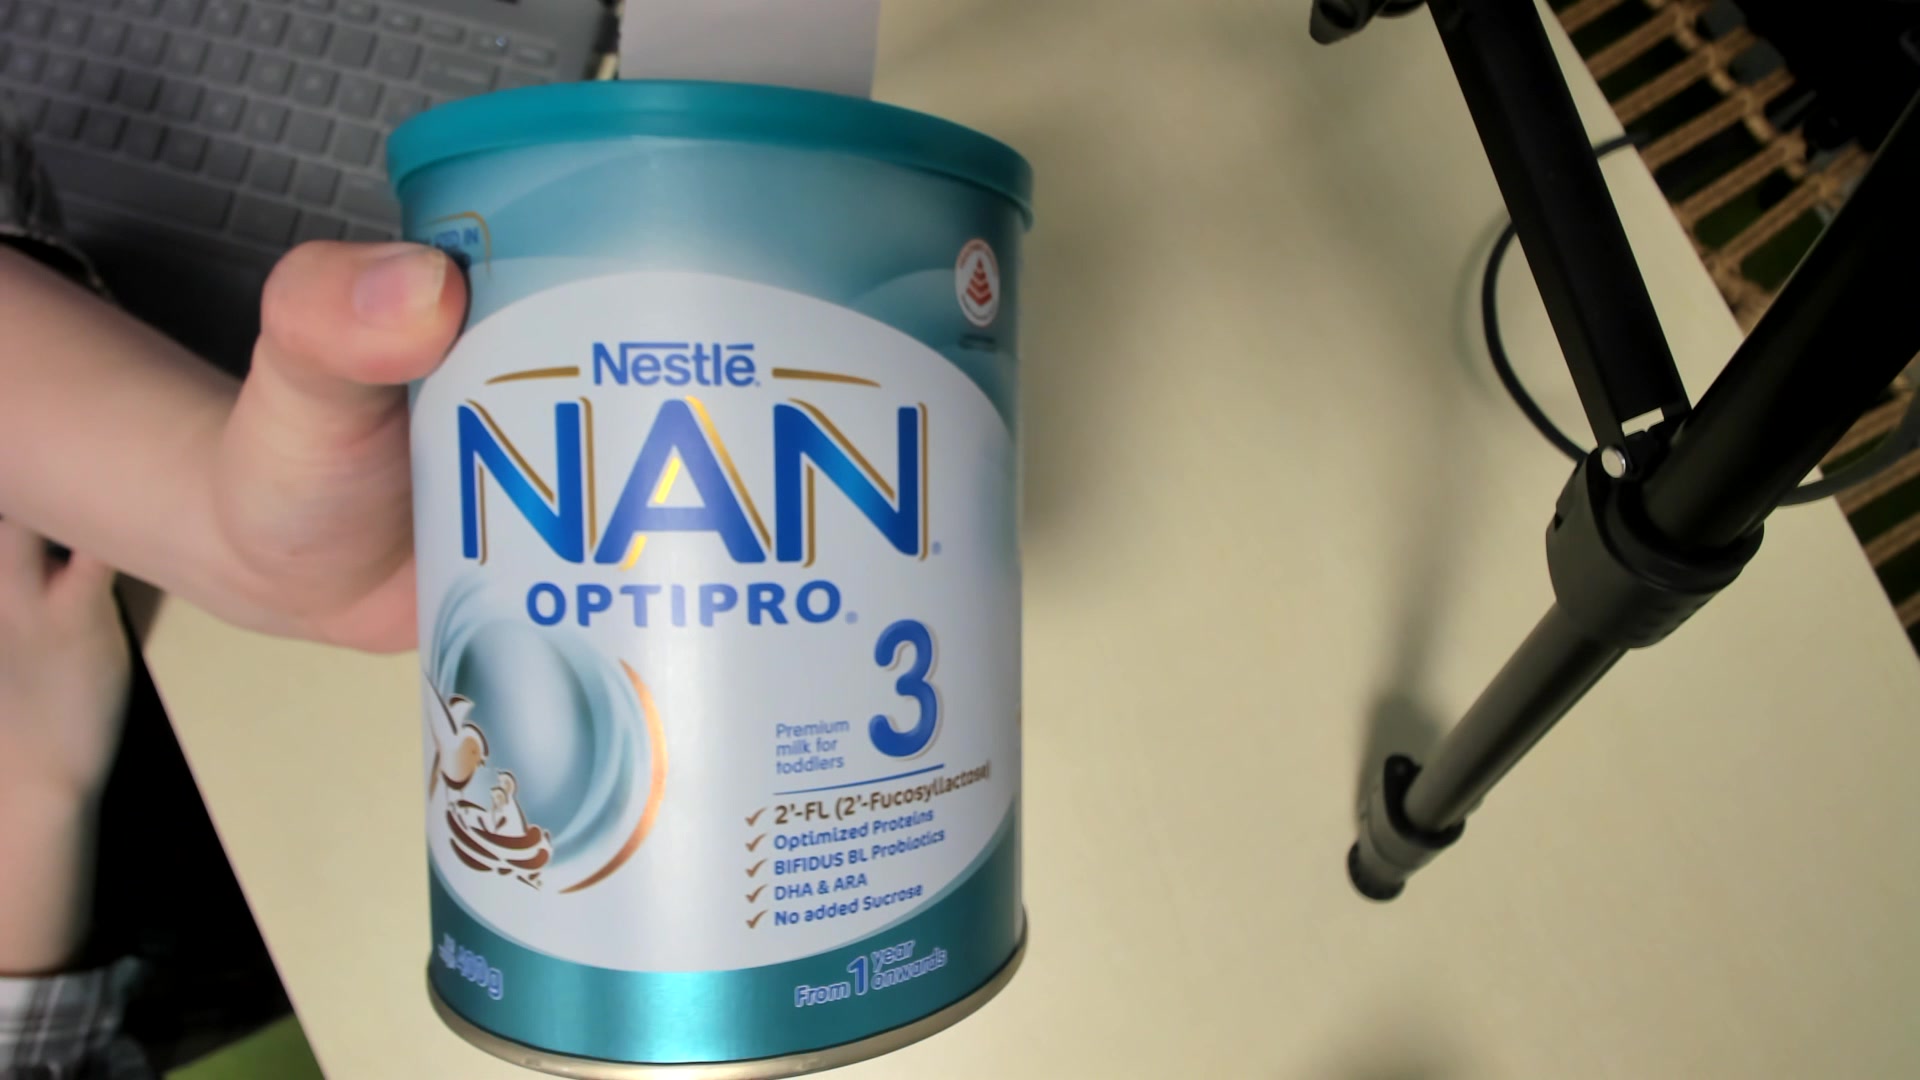 Nestlé
NAN
OPTIPRO
3
Premium
milk for
toddlers
2'-FL (2'-Fucosyllactose)
Optimized Proteins
BIFIDUS BL Probiotics
DHA & ARA
No added Sucrose
400g
From 1 year
onwards